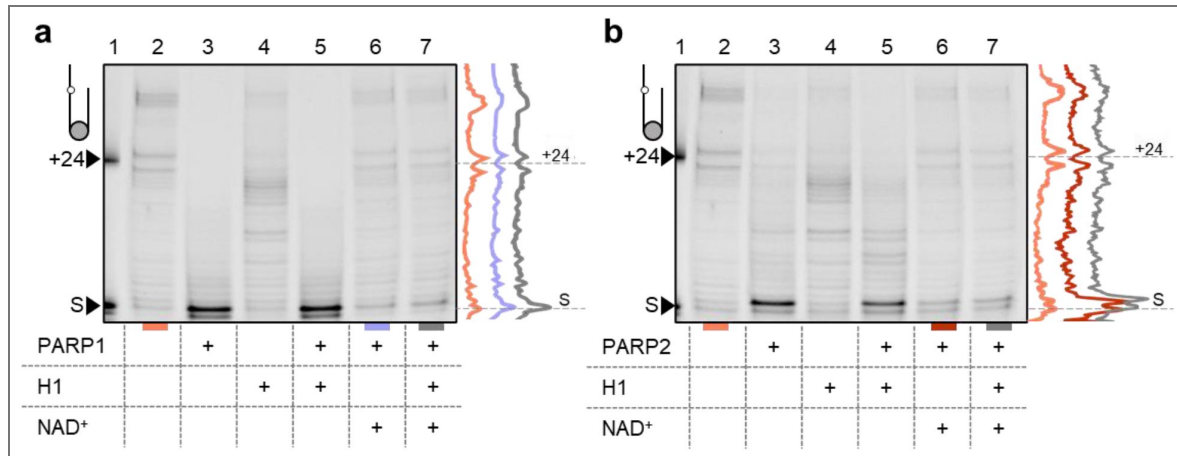 a
1 2 3 4 5 6 7
+24
S
+24
S
PARP1 + + + +
H1 + + +
NAD+ + +
b
1 2 3 4 5 6 7
+24
S
+24
S
PARP2 + + + +
H1 + + +
NAD+ + +